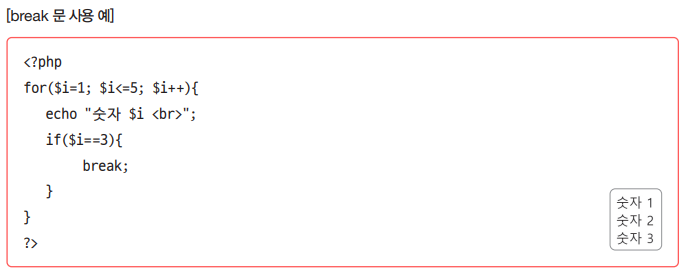 [break 문 사용 예]
<?php
for($i=1; $i<=5; $i++){
echo "숫자 $i <br>";
if($i==3){
break;
}
}
?>
숫자 1
숫자 2
숫자 3